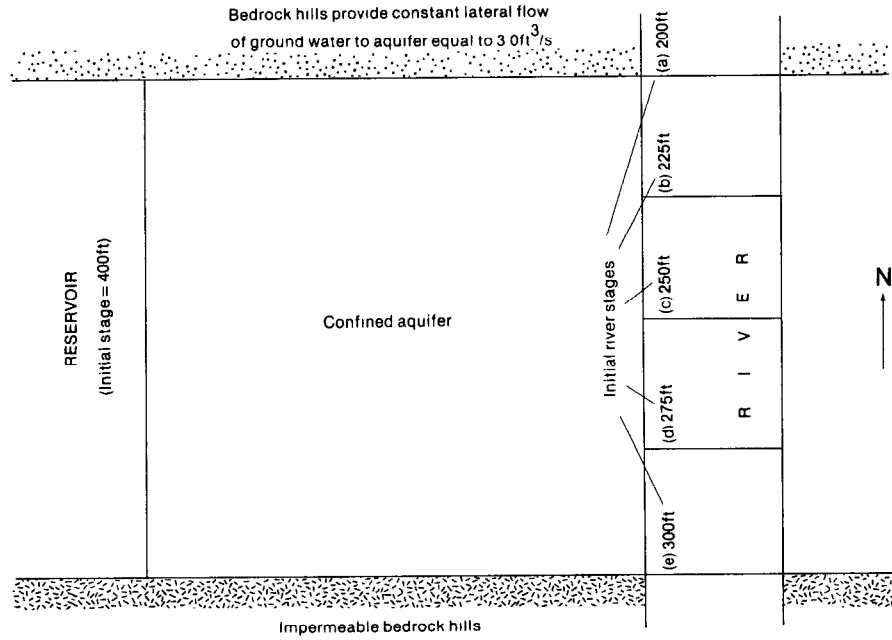 Bedrock hills provide constant lateral flow
of ground water to aquifer equal to 3 0ft³/s
(a) 200ft
(b) 225ft
RESERVOIR
(Initial stage = 400ft)
Confined aquifer
Initial river stages
(c) 250ft
RIVER
N
(d) 275ft
(e) 300ft
Impermeable bedrock hills